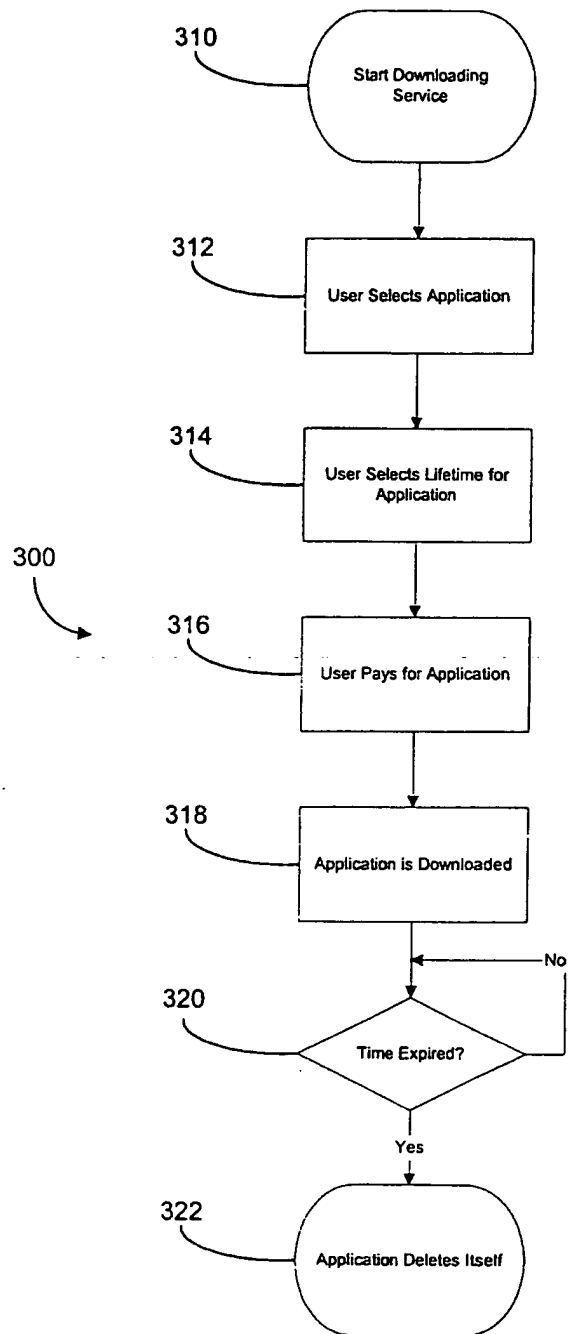 310
Start Downloading
Service
312
User Selects Application
314
User Selects Lifetime for
Application
300
316
User Pays for Application
318
Application is Downloaded
No
320
Time Expired?
Yes
322
Application Deletes Itself